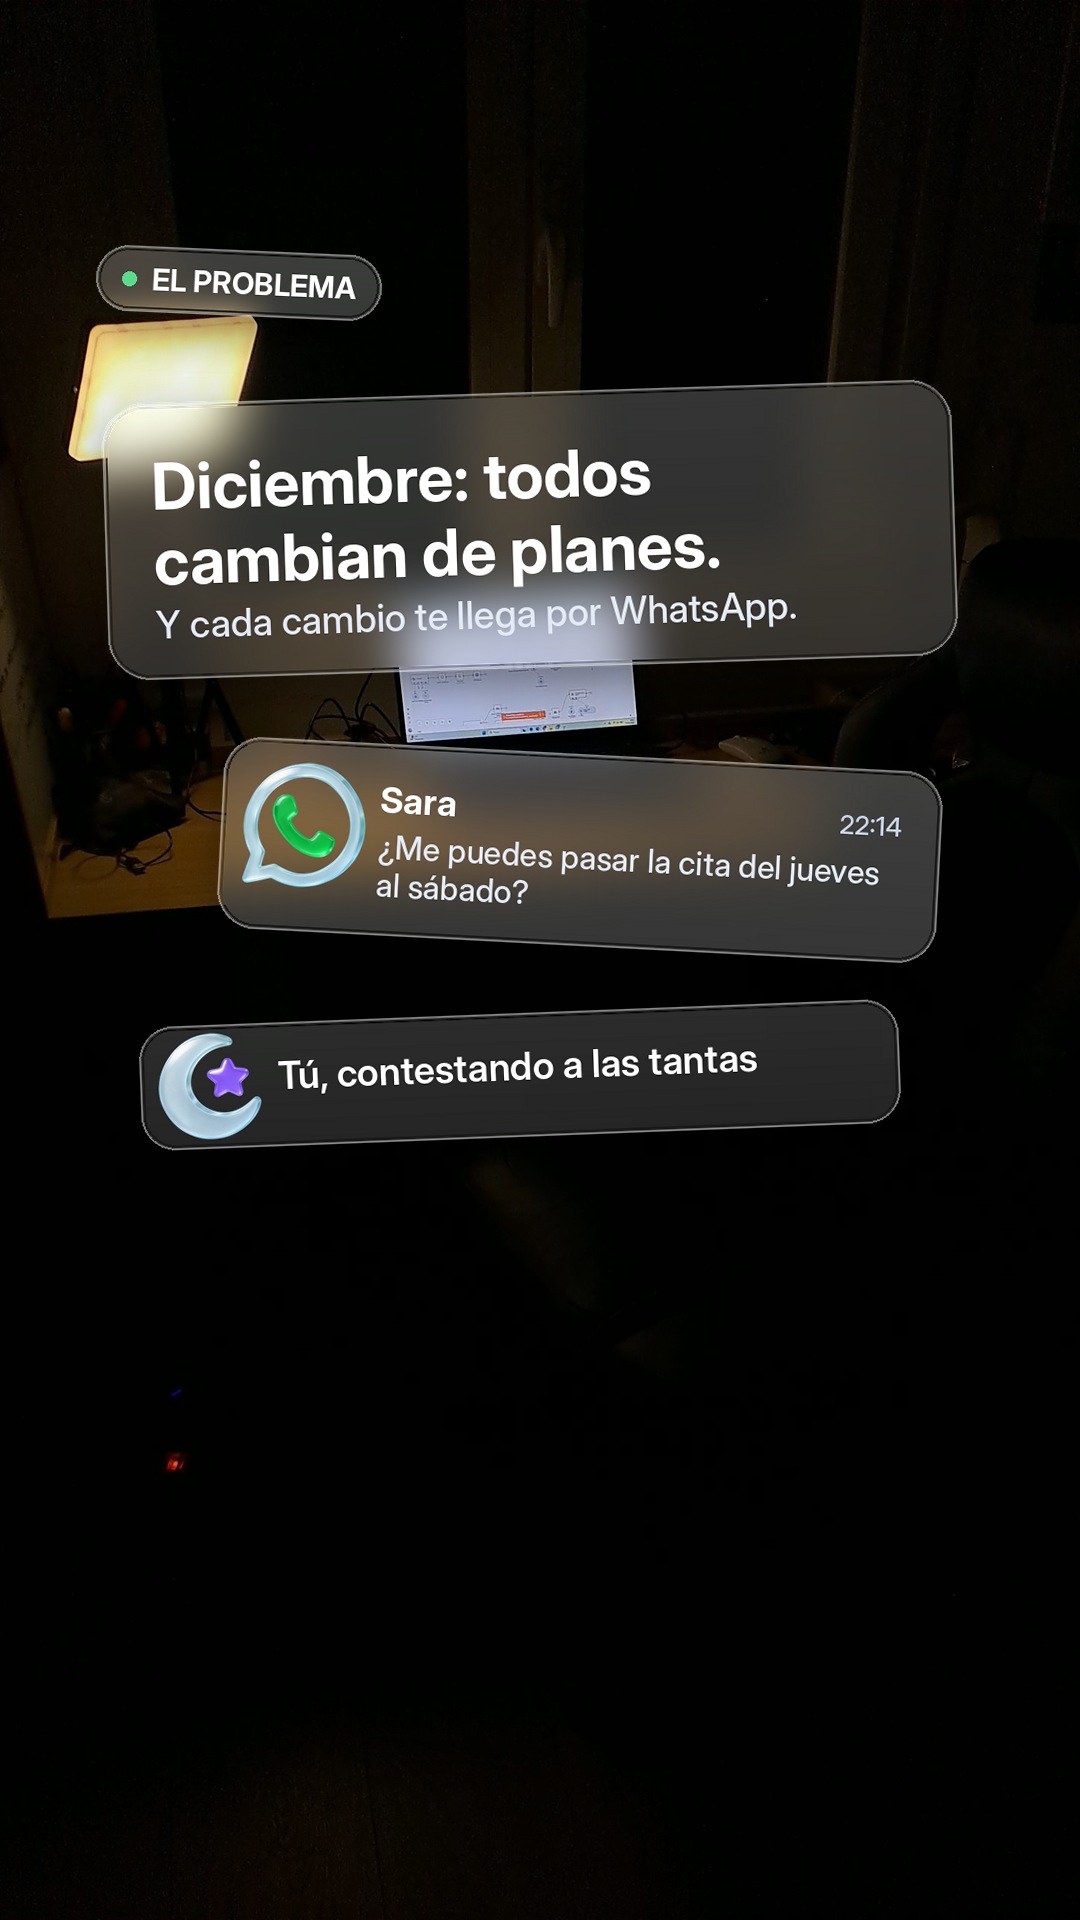 EL PROBLEMA
Diciembre: todos
cambian de planes.
Y cada cambio te llega por WhatsApp.
Sara
22:14
¿Me puedes pasar la cita del jueves
al sábado?
Tú, contestando a las tantas